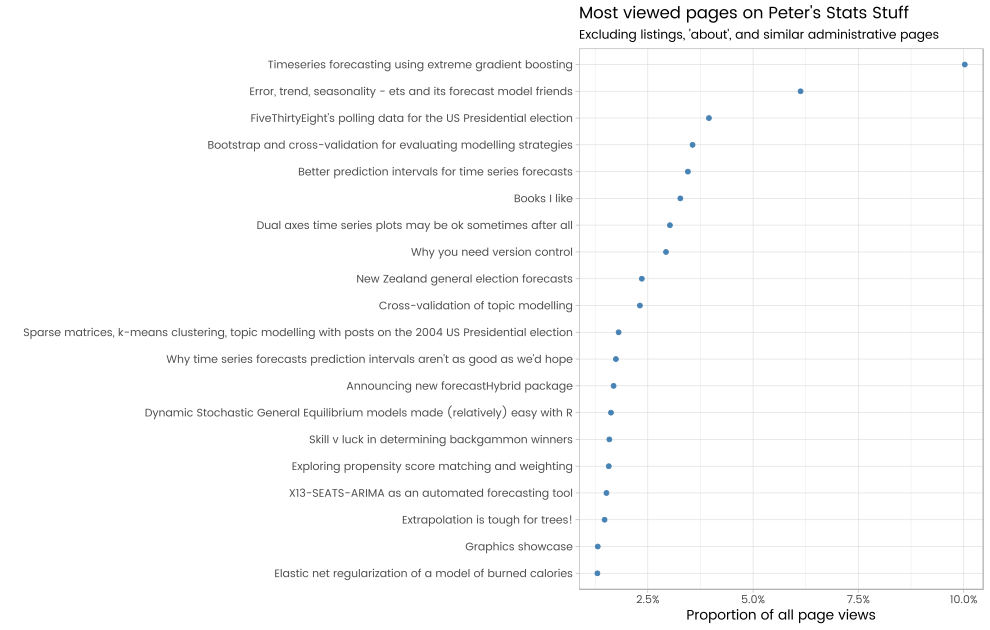 Most viewed pages on Peter's Stats Stuff
Excluding listings, 'about', and similar administrative pages
Timeseries forecasting using extreme gradient boosting
Error, trend, seasonality - ets and its forecast model friends
FiveThirtyEight's polling data for the US Presidential election
Bootstrap and cross-validation for evaluating modelling strategies
Better prediction intervals for time series forecasts
Books I like
Dual axes time series plots may be ok sometimes after all
Why you need version control
New Zealand general election forecasts
Cross-validation of topic modelling
Sparse matrices, k-means clustering, topic modelling with posts on the 2004 US Presidential election
Why time series forecasts prediction intervals aren't as good as we'd hope
Announcing new forecastHybrid package
Dynamic Stochastic General Equilibrium models made (relatively) easy with R
Skill v luck in determining backgammon winners
Exploring propensity score matching and weighting
X13-SEATS-ARIMA as an automated forecasting tool
Extrapolation is tough for trees!
Graphics showcase
Elastic net regularization of a model of burned calories
2.5% 5.0% 7.5% 10.0%
Proportion of all page views